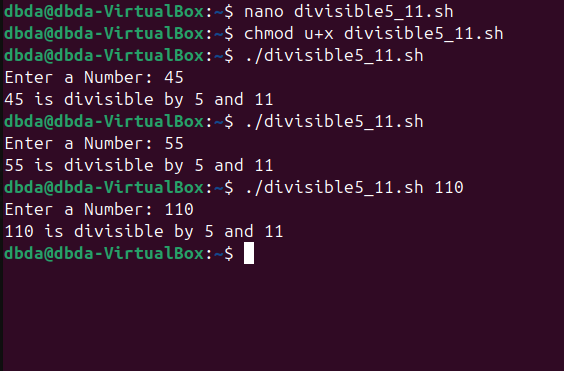 dbda@dbda-VirtualBox:~$ nano divisible5_11.sh
dbda@dbda-VirtualBox:~$ chmod u+x divisible5_11.sh
dbda@dbda-VirtualBox:~$ ./divisible5_11.sh
Enter a Number: 45
45 is divisible by 5 and 11
dbda@dbda-VirtualBox:~$ ./divisible5_11.sh
Enter a Number: 55
55 is divisible by 5 and 11
dbda@dbda-VirtualBox:~$ ./divisible5_11.sh 110
Enter a Number: 110
110 is divisible by 5 and 11
dbda@dbda-VirtualBox:~$